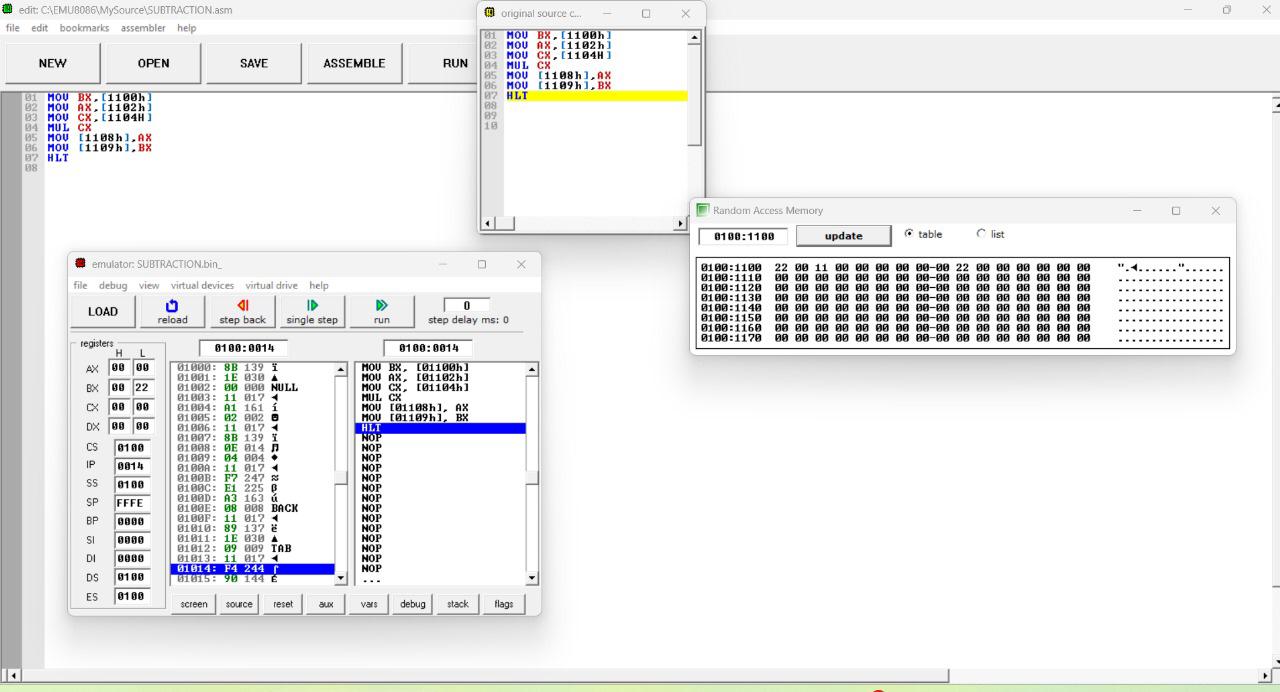 edit: C:\EMU8086\MySource\SUBTRACTION.asm
file edit bookmarks assembler help
NEW OPEN SAVE ASSEMBLE RUN
01 MOV BX,[1100h]
02 MOV AX,[1102h]
03 MOV CX,[1104H]
04 MUL CX
05 MOV [1108h],AX
06 MOV [1109h],BX
07 HLT
08
original source c...
01 MOV BX,[1100h]
02 MOV AX,[1102h]
03 MOV CX,[1104H]
04 MUL CX
05 MOV [1108h],AX
06 MOV [1109h],BX
07 HLT
08
09
10
Random Access Memory
0100:1100 update table list
0100:1100 22 00 11 00 00 00 00 00-00 22 00 00 00 00 00 00 ".◄......"......
0100:1110 00 00 00 00 00 00 00 00-00 00 00 00 00 00 00 00 ................
0100:1120 00 00 00 00 00 00 00 00-00 00 00 00 00 00 00 00 ................
0100:1130 00 00 00 00 00 00 00 00-00 00 00 00 00 00 00 00 ................
0100:1140 00 00 00 00 00 00 00 00-00 00 00 00 00 00 00 00 ................
0100:1150 00 00 00 00 00 00 00 00-00 00 00 00 00 00 00 00 ................
0100:1160 00 00 00 00 00 00 00 00-00 00 00 00 00 00 00 00 ................
0100:1170 00 00 00 00 00 00 00 00-00 00 00 00 00 00 00 00 ................
emulator: SUBTRACTION.bin_
file debug view virtual devices virtual drive help
LOAD reload step back single step run 0
step delay ms: 0
registers
H L
AX 00 00
BX 00 22
CX 00 00
DX 00 00
CS 0100
IP 0014
SS 0100
SP FFFE
BP 0000
SI 0000
DI 0000
DS 0100
ES 0100
0100:0014
01000: 8B 139 ï
01001: 1E 030 ▲
01002: 00 000 NULL
01003: 11 017 ◄
01004: A1 161 í
01005: 02 002 ☻
01006: 11 017 ◄
01007: 8B 139 ï
01008: 0E 014 ♫
01009: 04 004 ♦
0100A: 11 017 ◄
0100B: F7 247 ≈
0100C: E1 225 β
0100D: A3 163 ú
0100E: 08 008 BACK
0100F: 11 017 ◄
01010: 89 137 ë
01011: 1E 030 ▲
01012: 09 009 TAB
01013: 11 017 ◄
01014: F4 244 ⌠
01015: 90 144 É
0100:0014
MOV BX, [01100h]
MOV AX, [01102h]
MOV CX, [01104h]
MUL CX
MOV [01108h], AX
MOV [01109h], BX
HLT
NOP
NOP
NOP
NOP
NOP
NOP
NOP
NOP
NOP
NOP
NOP
NOP
NOP
NOP
...
screen source reset aux vars debug stack flags